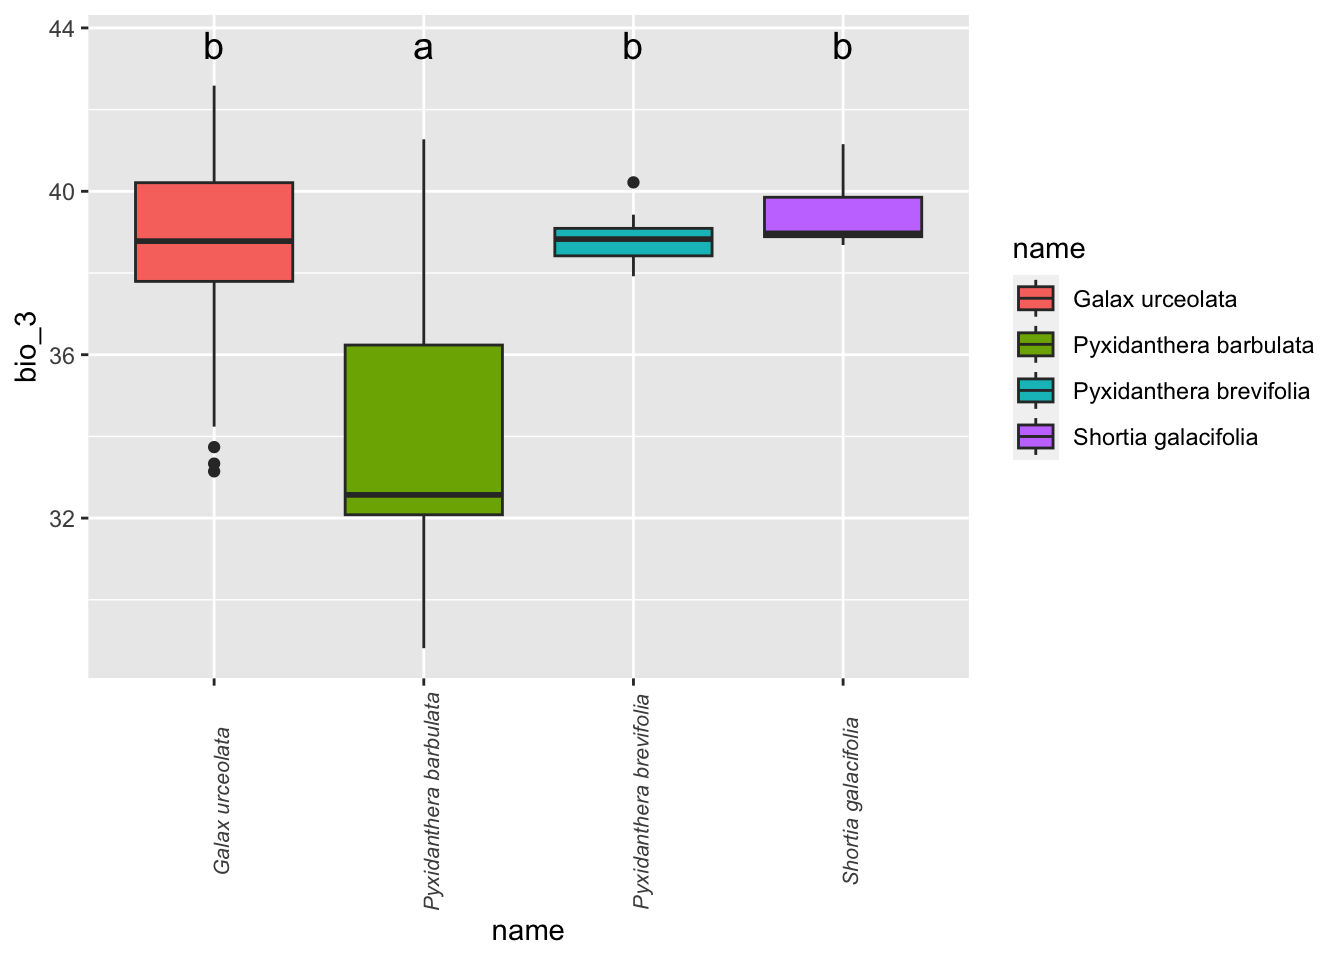 44
40
36
32
bio_3
b
a
b
b
Galax urceolata
Pyxidanthera barbulata
Pyxidanthera brevifolia
Shortia galacifolia
name
name
Galax urceolata
Pyxidanthera barbulata
Pyxidanthera brevifolia
Shortia galacifolia